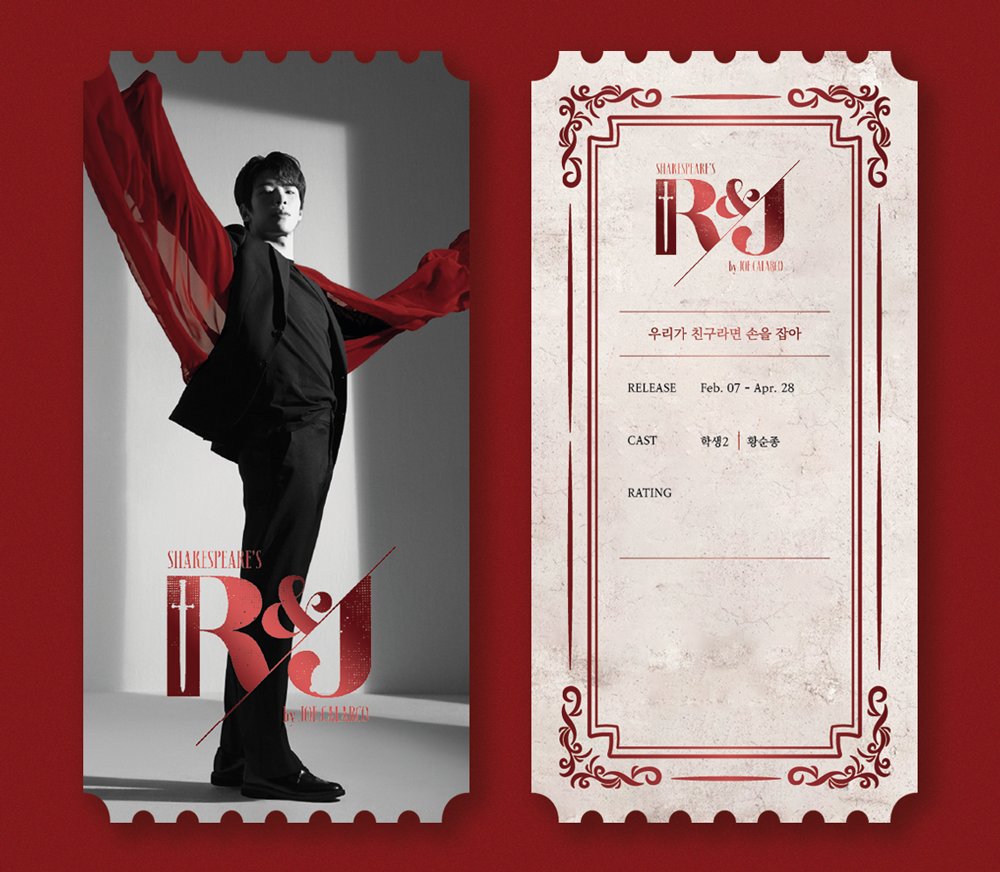 SHAKESPEARE'S
R&J
by JOE CALARCO
SHAKESPEARE'S
R&J
by JOE CALARCO
우리가 친구라면 손을 잡아
RELEASE Feb. 07 - Apr. 28
CAST 학생2 | 황순종
RATING